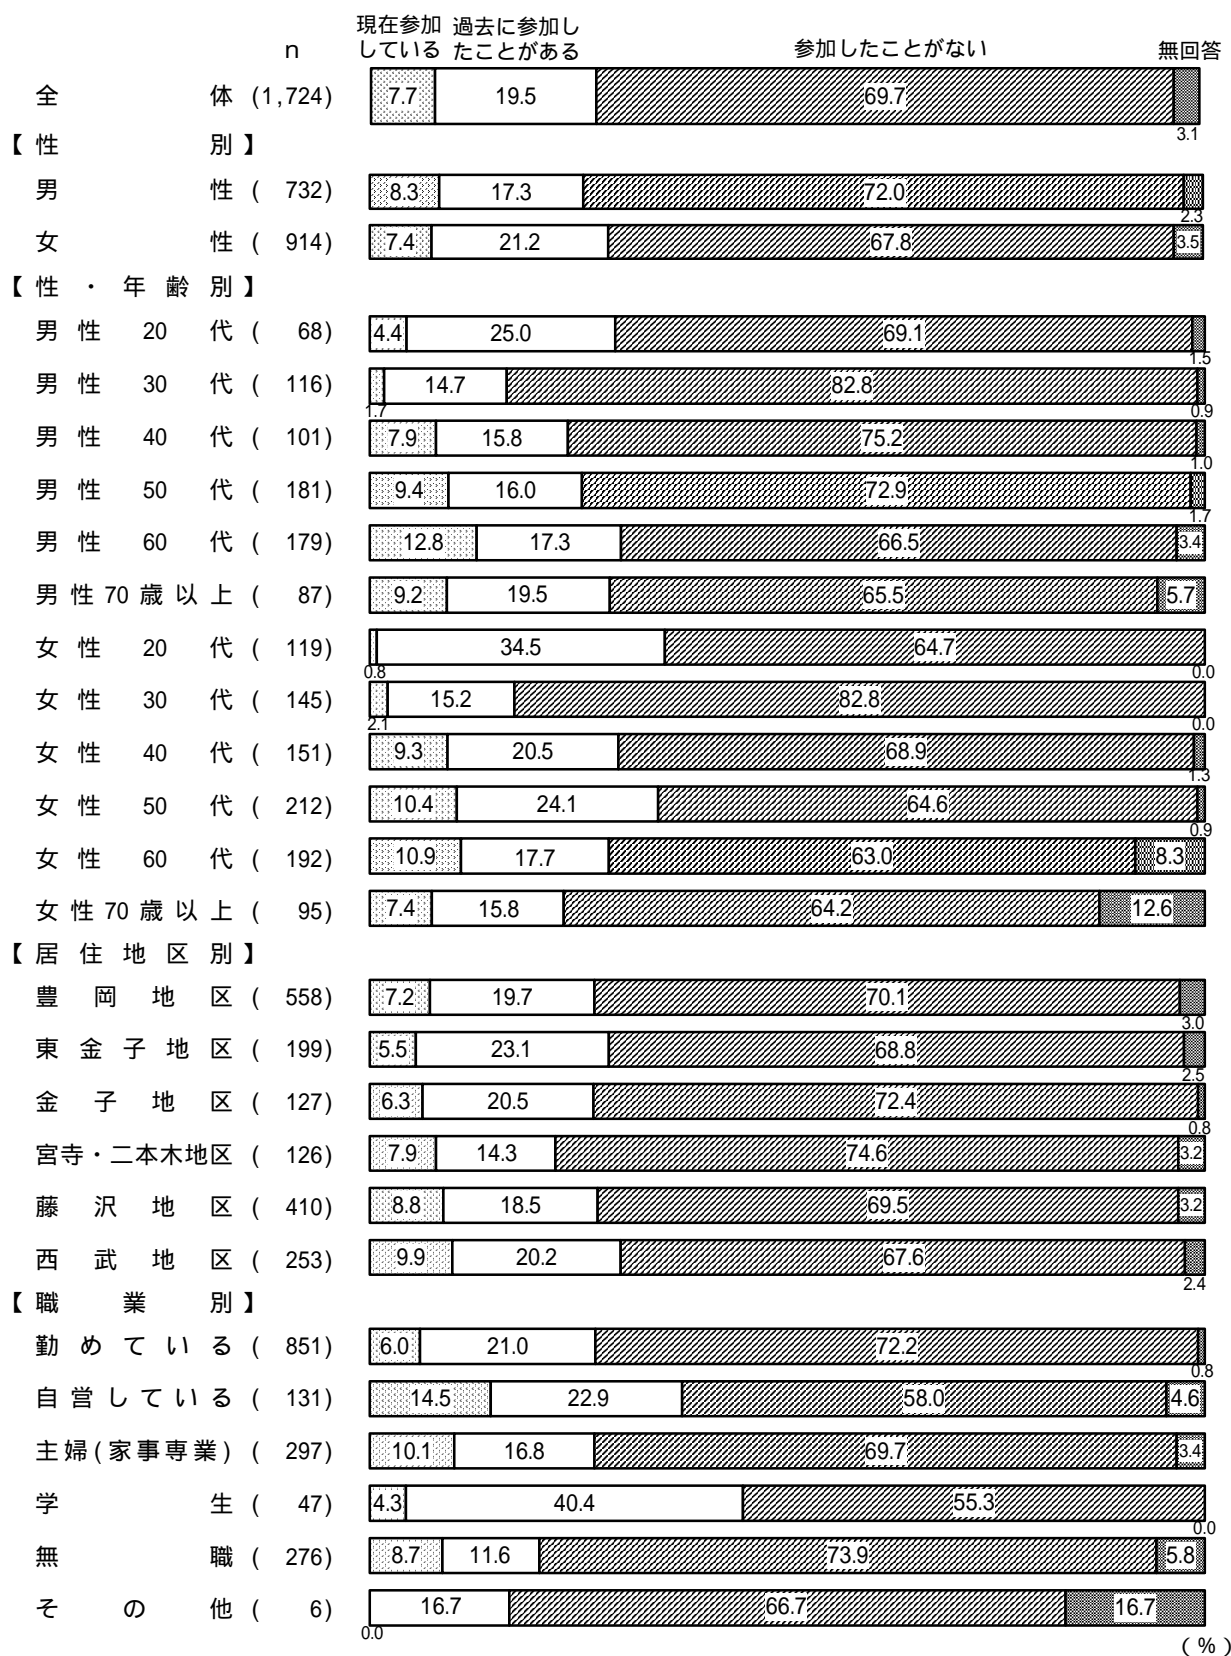 現在参加 過去に参加し
n している たことがある 参加したことがない 無回答
全体 (1,724) 7.7 19.5 69.7 3.1
【性別】
男性 ( 732) 8.3 17.3 72.0 2.3
女性 ( 914) 7.4 21.2 67.8 3.5
【性・年齢別】
男性 20代 ( 68) 4.4 25.0 69.1 1.5
男性 30代 ( 116) 1.7 14.7 82.8 0.9
男性 40代 ( 101) 7.9 15.8 75.2 1.0
男性 50代 ( 181) 9.4 16.0 72.9 1.7
男性 60代 ( 179) 12.8 17.3 66.5 3.4
男性70歳以上 ( 87) 9.2 19.5 65.5 5.7
女性 20代 ( 119) 0.8 34.5 64.7 0.0
女性 30代 ( 145) 2.1 15.2 82.8 0.0
女性 40代 ( 151) 9.3 20.5 68.9 1.3
女性 50代 ( 212) 10.4 24.1 64.6 0.9
女性 60代 ( 192) 10.9 17.7 63.0 8.3
女性70歳以上 ( 95) 7.4 15.8 64.2 12.6
【居住地区別】
豊岡地区 ( 558) 7.2 19.7 70.1 3.0
東金子地区 ( 199) 5.5 23.1 68.8 2.5
金子地区 ( 127) 6.3 20.5 72.4 0.8
宮寺・二本木地区 ( 126) 7.9 14.3 74.6 3.2
藤沢地区 ( 410) 8.8 18.5 69.5 3.2
西武地区 ( 253) 9.9 20.2 67.6 2.4
【職業別】
勤めている ( 851) 6.0 21.0 72.2 0.8
自営している ( 131) 14.5 22.9 58.0 4.6
主婦(家事専業) ( 297) 10.1 16.8 69.7 3.4
学生 ( 47) 4.3 40.4 55.3 0.0
無職 ( 276) 8.7 11.6 73.9 5.8
その他 ( 6) 0.0 16.7 66.7 16.7
(%)